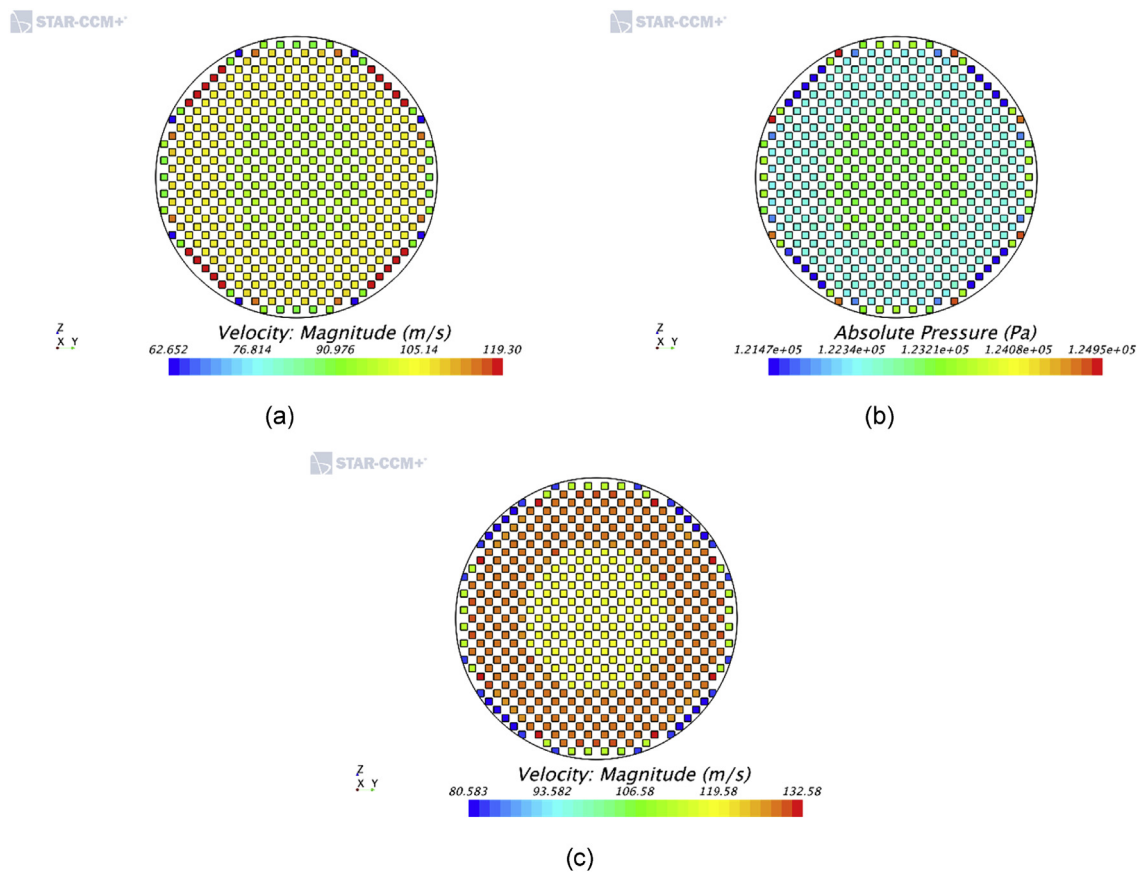 STAR-CCM+
STAR-CCM+
Z
X Y
Velocity: Magnitude (m/s)
62.652 76.814 90.976 105.14 119.30
Z
X Y
Absolute Pressure (Pa)
1.2147e+05 1.2234e+05 1.2321e+05 1.2408e+05 1.2495e+05
(a)
(b)
STAR-CCM+
Z
X Y
Velocity: Magnitude (m/s)
80.583 93.582 106.58 119.58 132.58
(c)